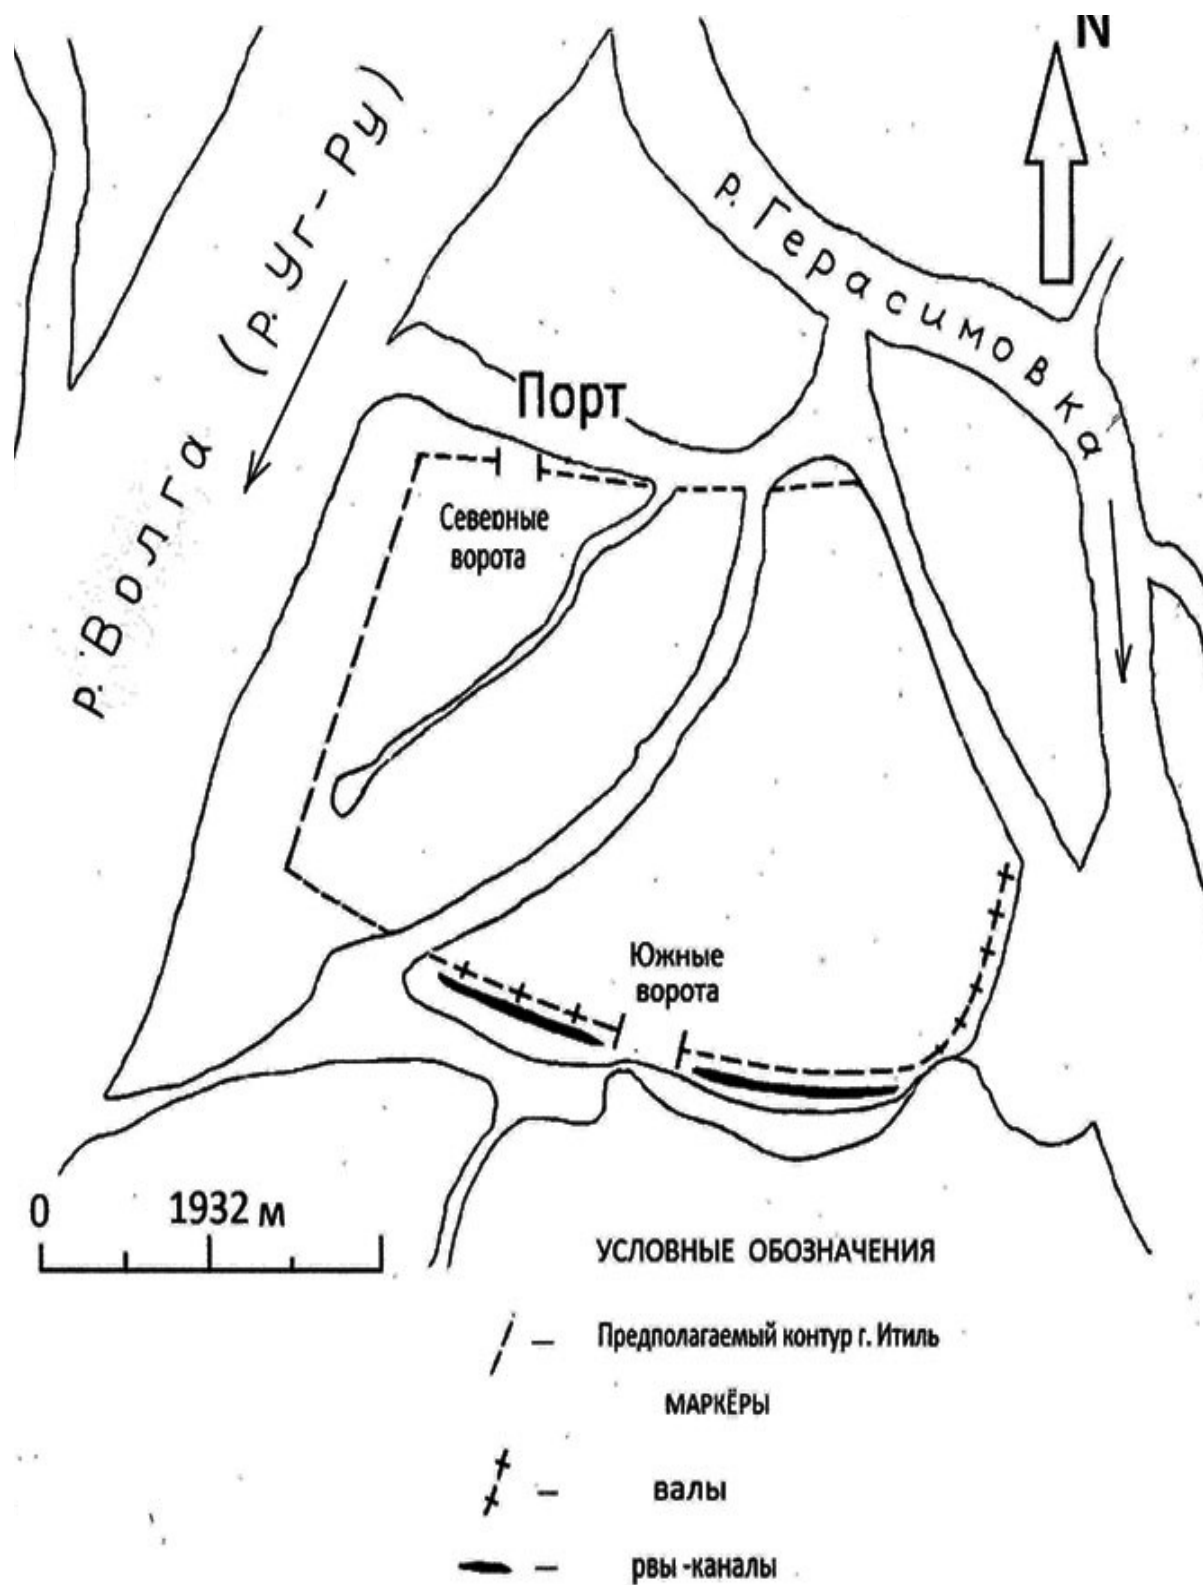 N
р. Волга (р. Уг-Ру)
р. Герасимовка
Порт
Северные
ворота
Южные
ворота
0 1932 м
УСЛОВНЫЕ ОБОЗНАЧЕНИЯ
— Предполагаемый контур г. Итиль
МАРКЁРЫ
— валы
— рвы -каналы